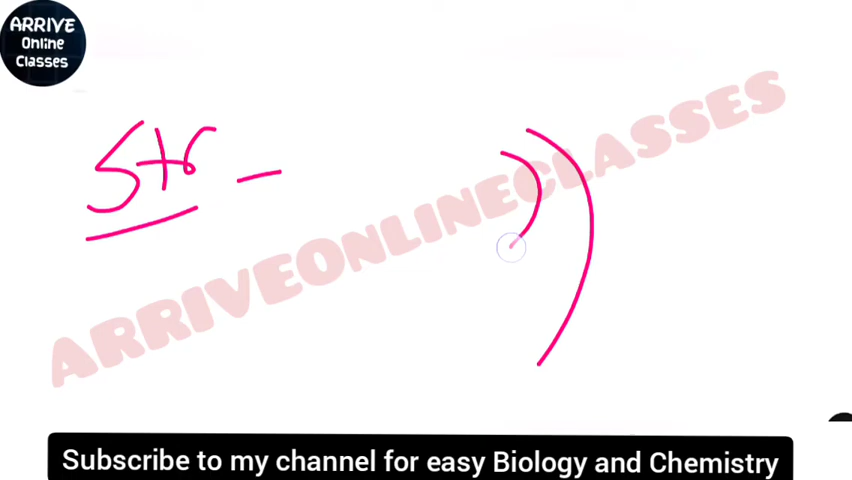 ARRIVE
Online
Classes
Str -
ARRIVEONLINECLASSES
Subscribe to my channel for easy Biology and Chemistry